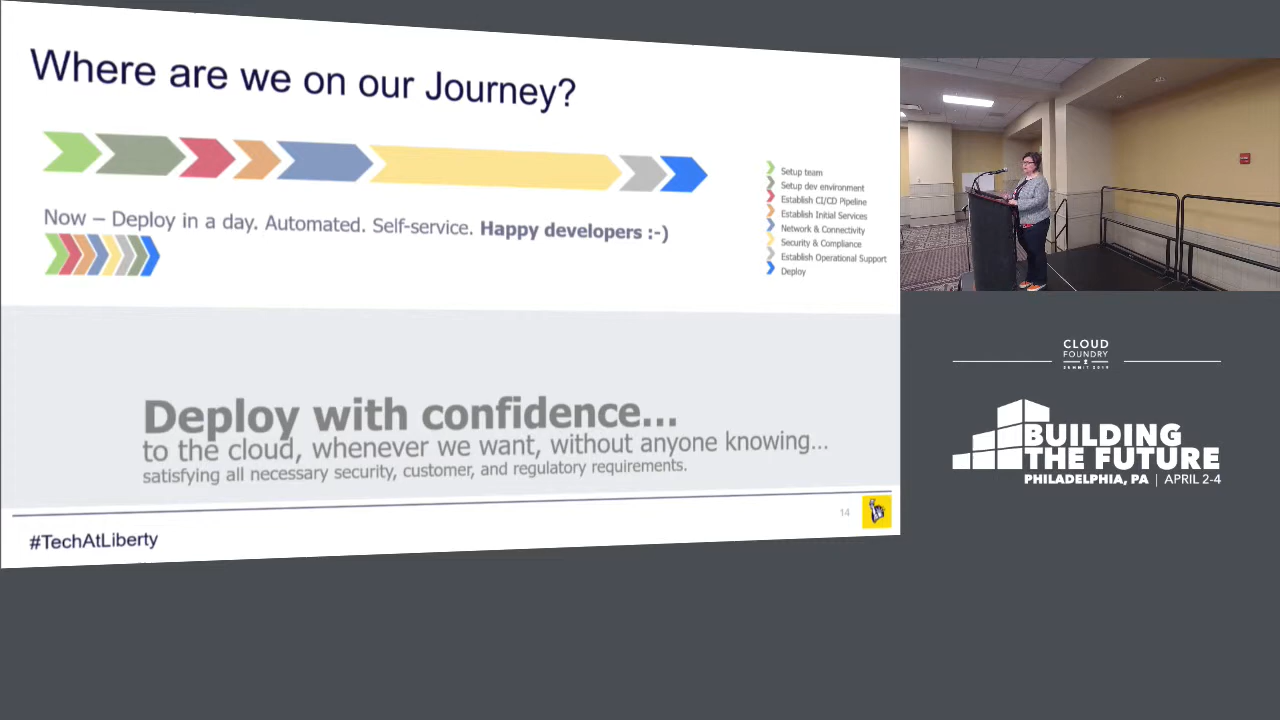 Where are we on our Journey?
Now – Deploy in a day. Automated. Self-service. Happy developers :-)
Setup team
Setup dev environment
Establish CI/CD Pipeline
Establish Initial Services
Network & Connectivity
Security & Compliance
Establish Operational Support
Deploy
Deploy with confidence...
to the cloud, whenever we want, without anyone knowing...
satisfying all necessary security, customer, and regulatory requirements.
14
#TechAtLiberty
CLOUD
FOUNDRY
SUMMIT 2019
BUILDING
THE FUTURE
PHILADELPHIA, PA | APRIL 2-4